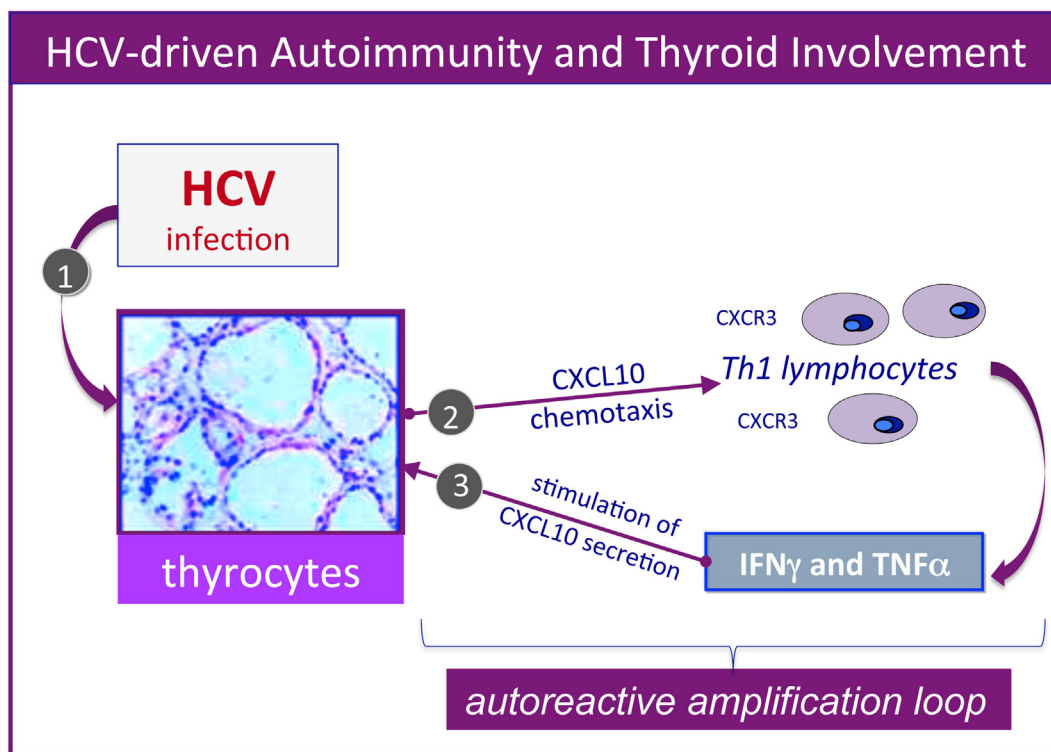 HCV-driven Autoimmunity and Thyroid Involvement
HCV
infection
1
thyrocytes
2
CXCL10
chemotaxis
CXCR3
Th1 lymphocytes
CXCR3
3
stimulation of
CXCL10 secretion
IFNγ and TNFα
autoreactive amplification loop